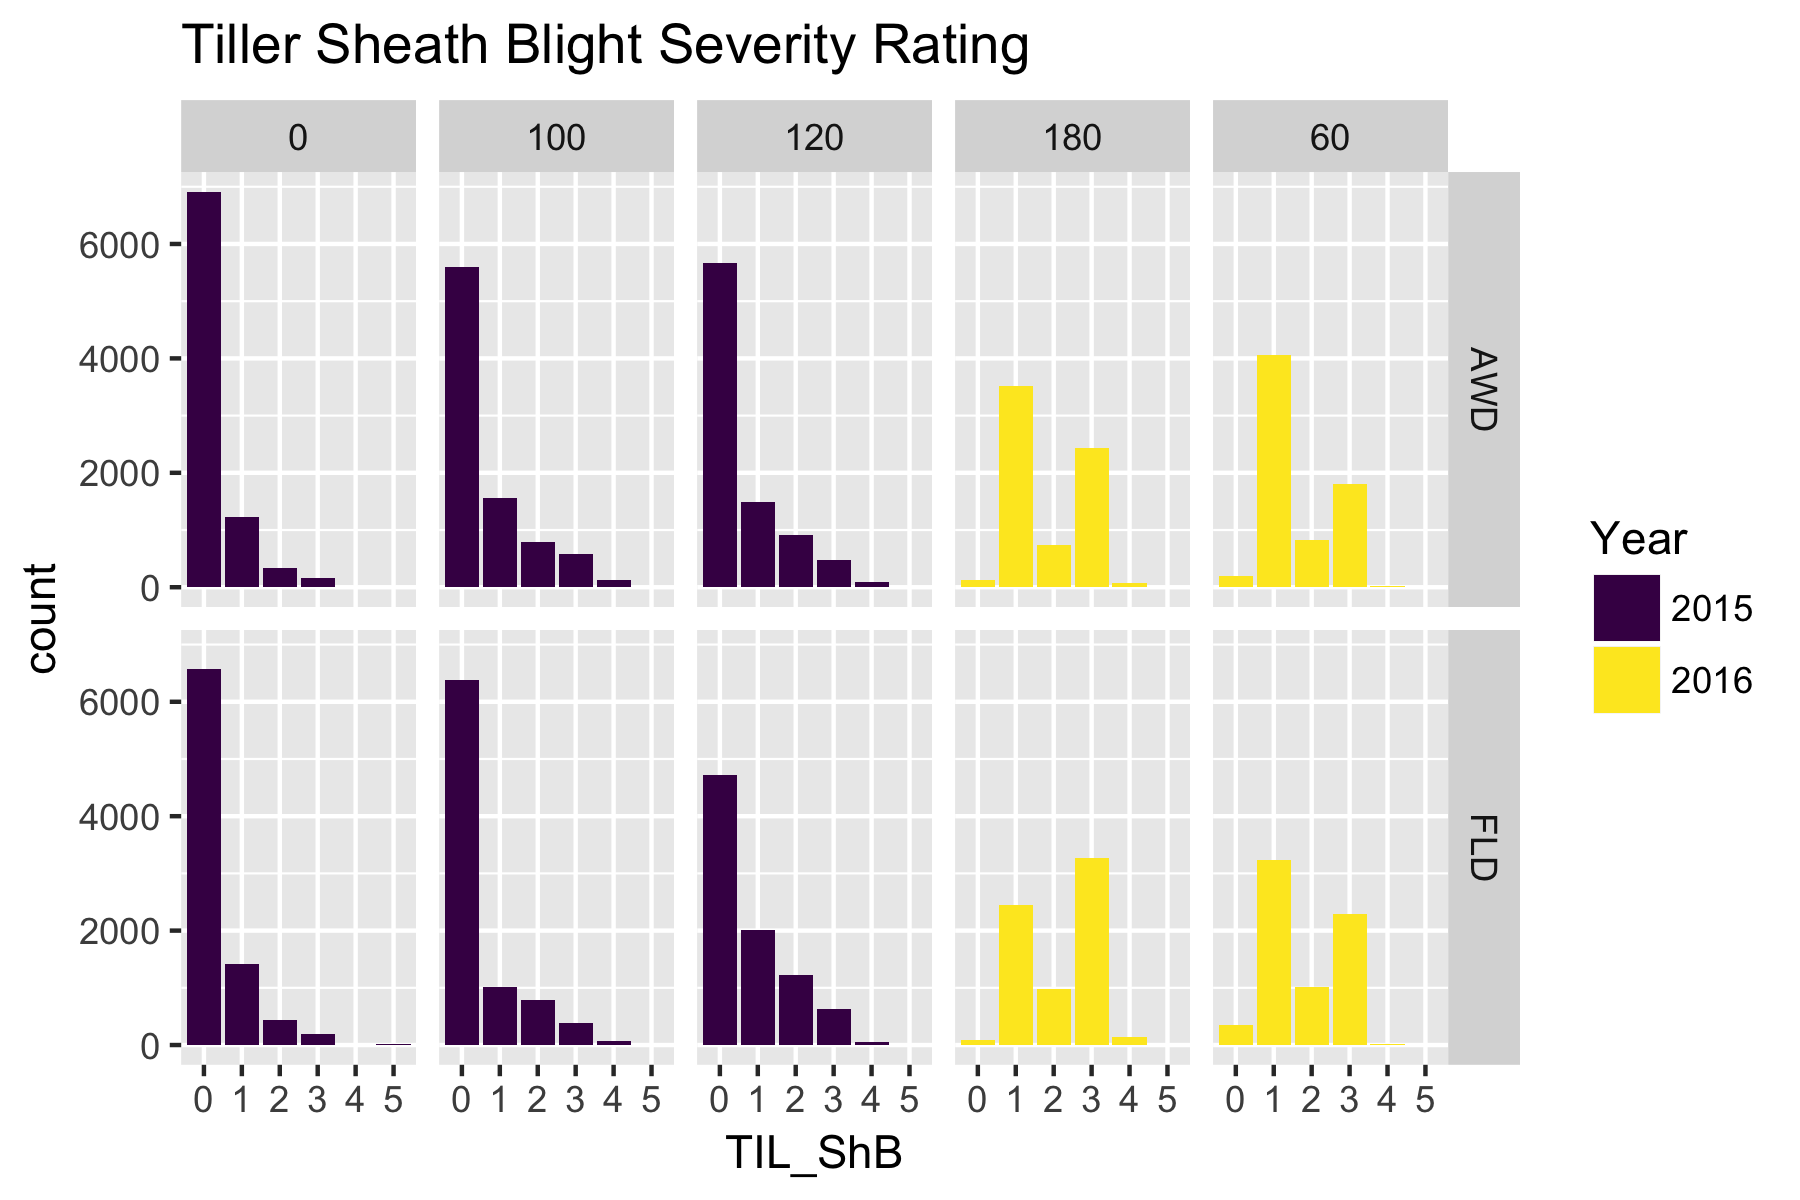 Tiller Sheath Blight Severity Rating
0 100 120 180 60
6000
4000
2000
0
AWD
count
6000
4000
2000
0
FLD
Year
2015
2016
0 1 2 3 4 5 0 1 2 3 4 5 0 1 2 3 4 5 0 1 2 3 4 5 0 1 2 3 4 5
TIL_ShB